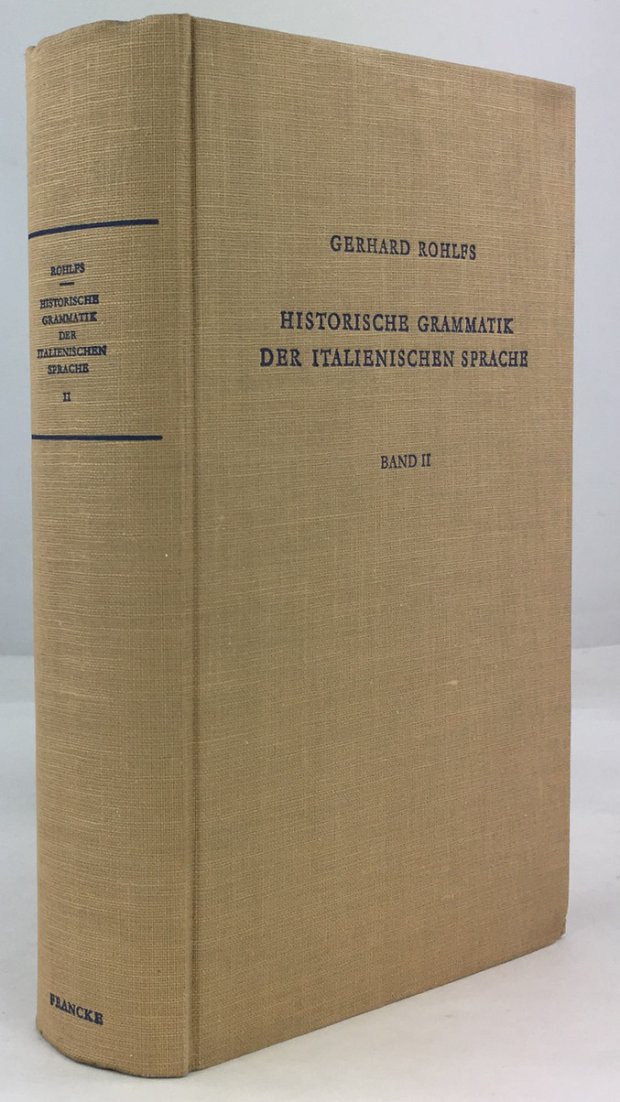 ROHLFS
HISTORISCHE
GRAMMATIK
DER
ITALIENISCHEN
SPRACHE
II
FRANCKE
GERHARD ROHLFS
HISTORISCHE GRAMMATIK
DER ITALIENISCHEN SPRACHE
BAND II